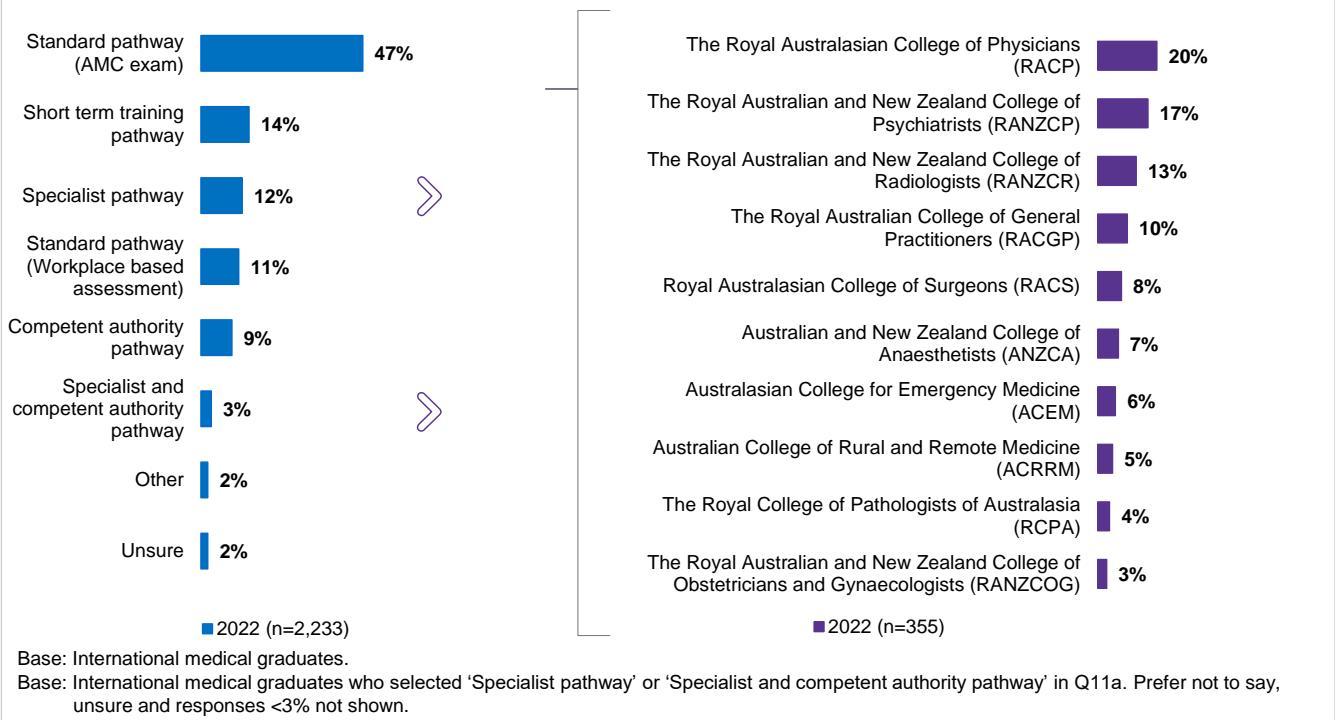 Standard pathway
(AMC exam)
47%
Short term training
pathway
14%
Specialist pathway
12%
Standard pathway
(Workplace based
assessment)
11%
Competent authority
pathway
9%
Specialist and
competent authority
pathway
3%
Other
2%
Unsure
2%
2022 (n=2,233)
The Royal Australasian College of Physicians
(RACP)
20%
The Royal Australian and New Zealand College of
Psychiatrists (RANZCP)
17%
The Royal Australian and New Zealand College of
Radiologists (RANZCR)
13%
The Royal Australian College of General
Practitioners (RACGP)
10%
Royal Australasian College of Surgeons (RACS)
8%
Australian and New Zealand College of
Anaesthetists (ANZCA)
7%
Australasian College for Emergency Medicine
(ACEM)
6%
Australian College of Rural and Remote Medicine
(ACRRM)
5%
The Royal College of Pathologists of Australasia
(RCPA)
4%
The Royal Australian and New Zealand College of
Obstetricians and Gynaecologists (RANZCOG)
3%
2022 (n=355)
Base: International medical graduates.
Base: International medical graduates who selected ‘Specialist pathway’ or ‘Specialist and competent authority pathway’ in Q11a. Prefer not to say,
unsure and responses <3% not shown.